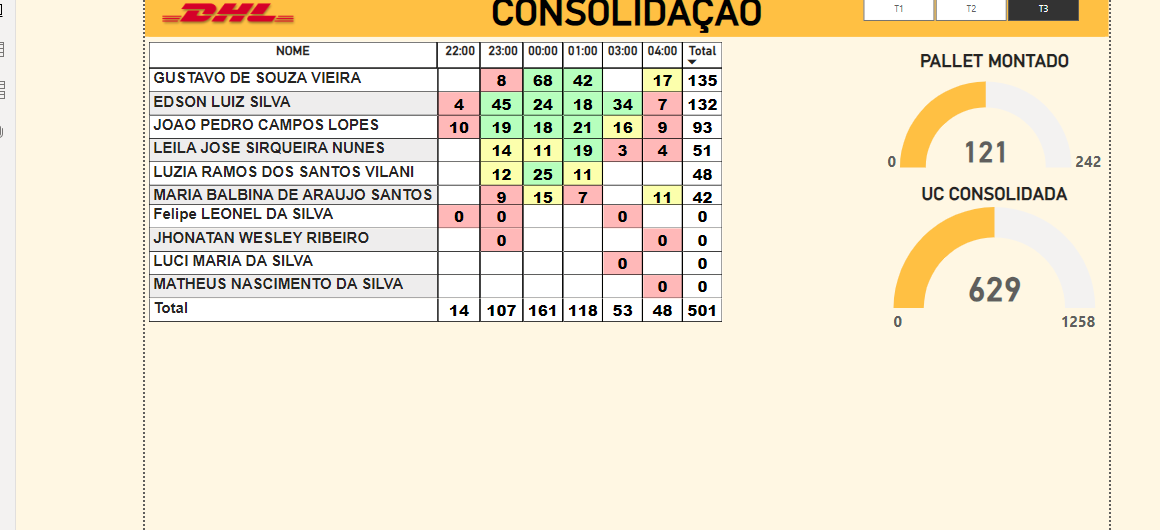 DHL
CONSOLIDAÇÃO
T1 T2 T3
NOME 22:00 23:00 00:00 01:00 03:00 04:00 Total
GUSTAVO DE SOUZA VIEIRA 8 68 42 17 135
EDSON LUIZ SILVA 4 45 24 18 34 7 132
JOAO PEDRO CAMPOS LOPES 10 19 18 21 16 9 93
LEILA JOSE SIRQUEIRA NUNES 14 11 19 3 4 51
LUZIA RAMOS DOS SANTOS VILANI 12 25 11 48
MARIA BALBINA DE ARAUJO SANTOS 9 15 7 11 42
Felipe LEONEL DA SILVA 0 0 0 0
JHONATAN WESLEY RIBEIRO 0 0 0
LUCI MARIA DA SILVA 0 0
MATHEUS NASCIMENTO DA SILVA 0 0
Total 14 107 161 118 53 48 501
PALLET MONTADO
121
0 242
UC CONSOLIDADA
629
0 1258